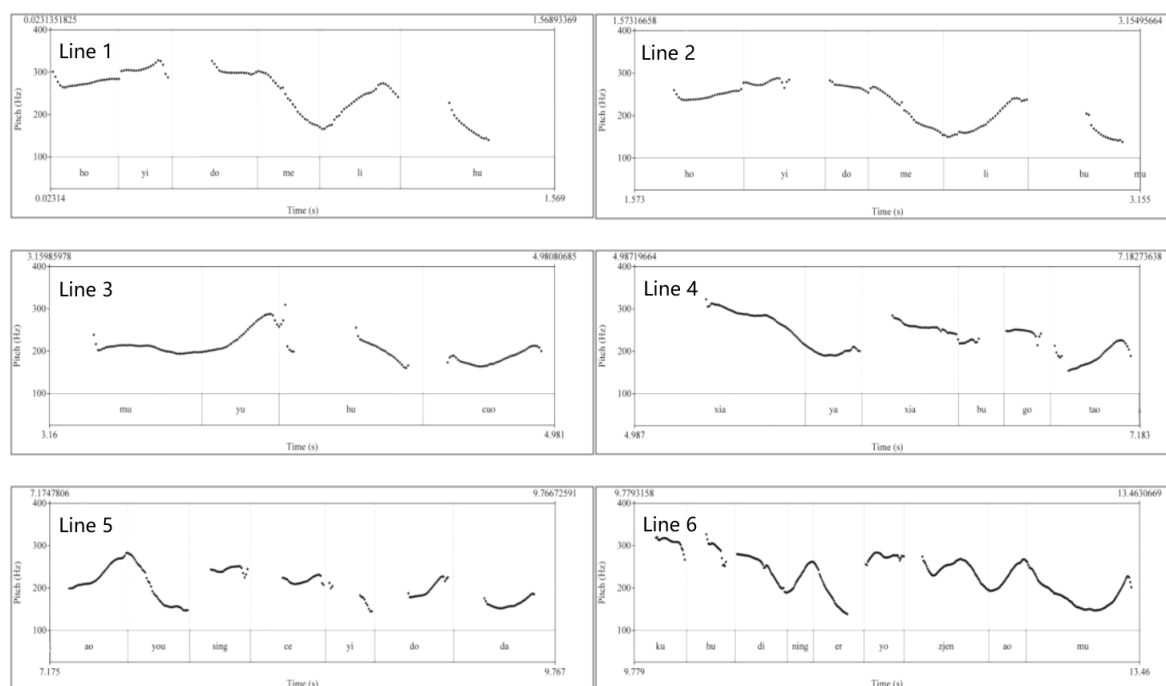 0.0231351825 1.56893369
Line 1
Pitch (Hz)
400
300
200
100
ho yi do me li hu
0.02314 1.569
Time (s)
1.57316658 3.15495664
Line 2
Pitch (Hz)
400
300
200
100
ho yi do me li hu mu
1.573 3.155
Time (s)
3.15985978 4.98080685
Line 3
Pitch (Hz)
400
300
200
100
mu yu hu cuo
3.16 4.981
Time (s)
4.98719664 7.18273638
Line 4
Pitch (Hz)
400
300
200
100
xia ya xia bu go tao
4.987 7.183
Time (s)
7.1747806 9.76672591
Line 5
Pitch (Hz)
400
300
200
100
ao you sing ce yi do da
7.175 9.767
Time (s)
9.7793158 13.4630669
Line 6
Pitch (Hz)
400
300
200
100
ku hu di ning er yo zjen ao mu
9.779 13.46
Time (s)